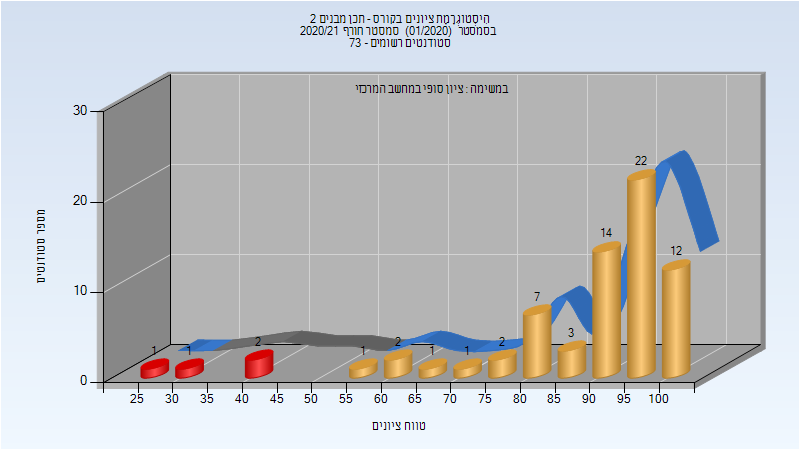 היסטוגרמת ציונים בקורס - תכן מבנים 2
בסמסטר (01/2020) סמסטר חורף 2020/21
סטודנטים רשומים - 73
במשימה : ציון סופי במחשב המרכזי
מספר סטודנטים
30
20
10
0
1 1 2 1 2 1 1 2 7 3 14 22 12
25 30 35 40 45 50 55 60 65 70 75 80 85 90 95 100
טווח ציונים